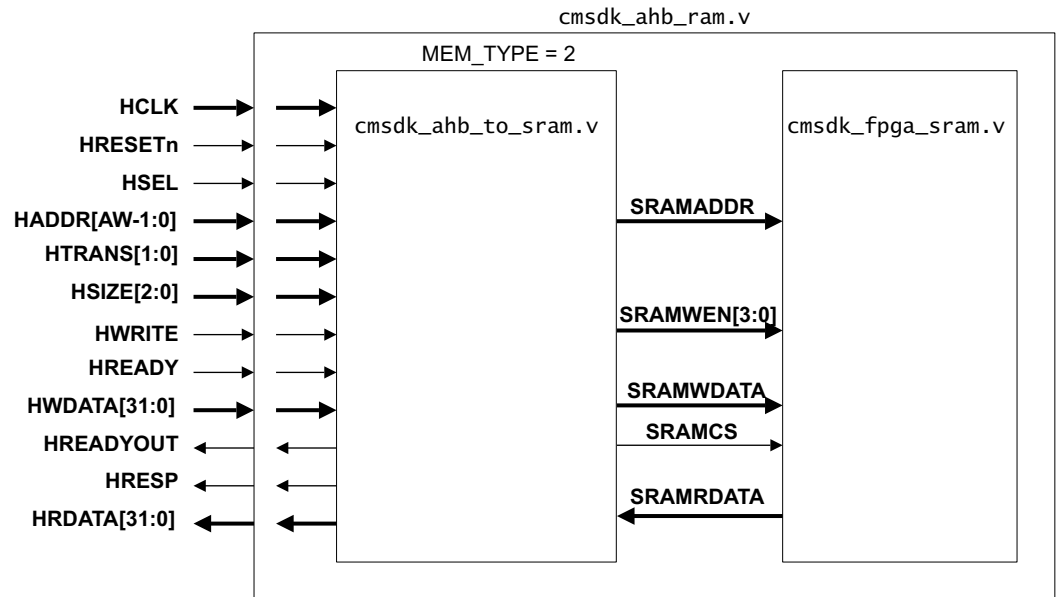 cmsdk_ahb_ram.v
MEM_TYPE = 2
cmsdk_ahb_to_sram.v
cmsdk_fpga_sram.v
HCLK
HRESETn
HSEL
HADDR[AW-1:0]
HTRANS[1:0]
HSIZE[2:0]
HWRITE
HREADY
HWDATA[31:0]
HREADYOUT
HRESP
HRDATA[31:0]
SRAMADDR
SRAMWEN[3:0]
SRAMWDATA
SRAMCS
SRAMRDATA